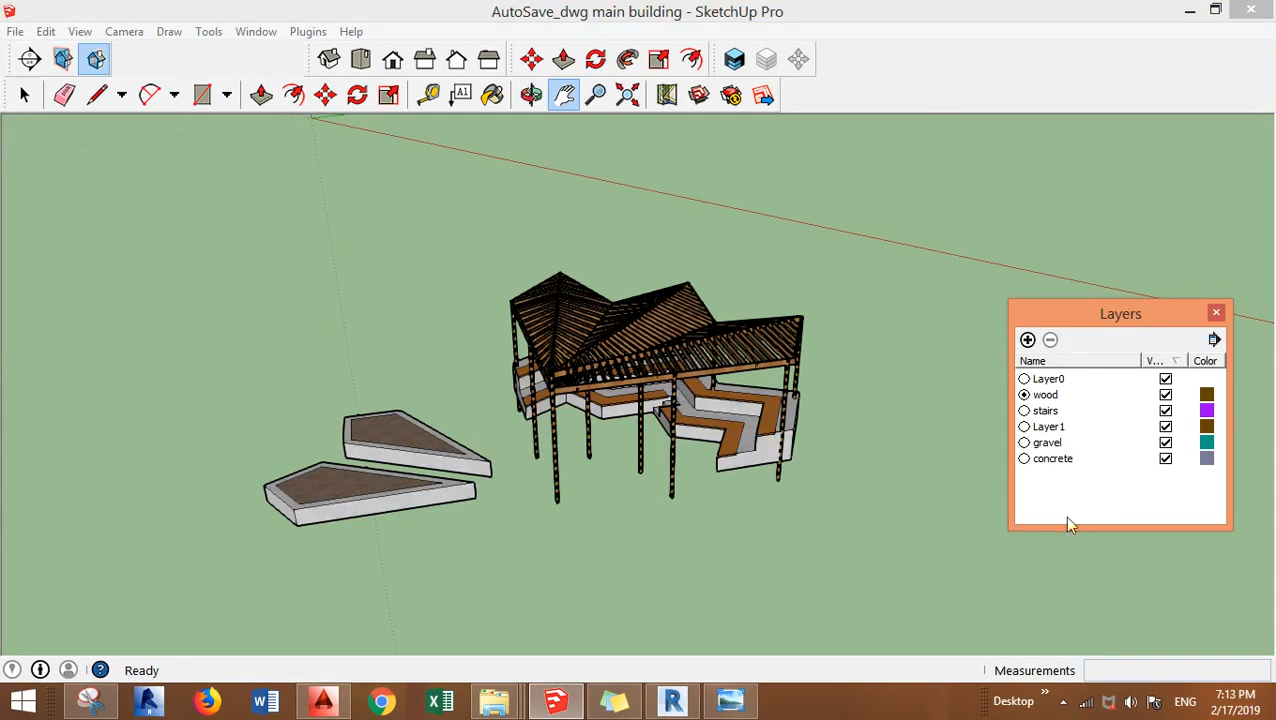 AutoSave_dwg main building - SketchUp Pro
File Edit View Camera Draw Tools Window Plugins Help
A1
Layers
Name V... Color
Layer0
wood
stairs
Layer1
gravel
concrete
Ready
Measurements
Desktop
ENG
7:13 PM
2/17/2019